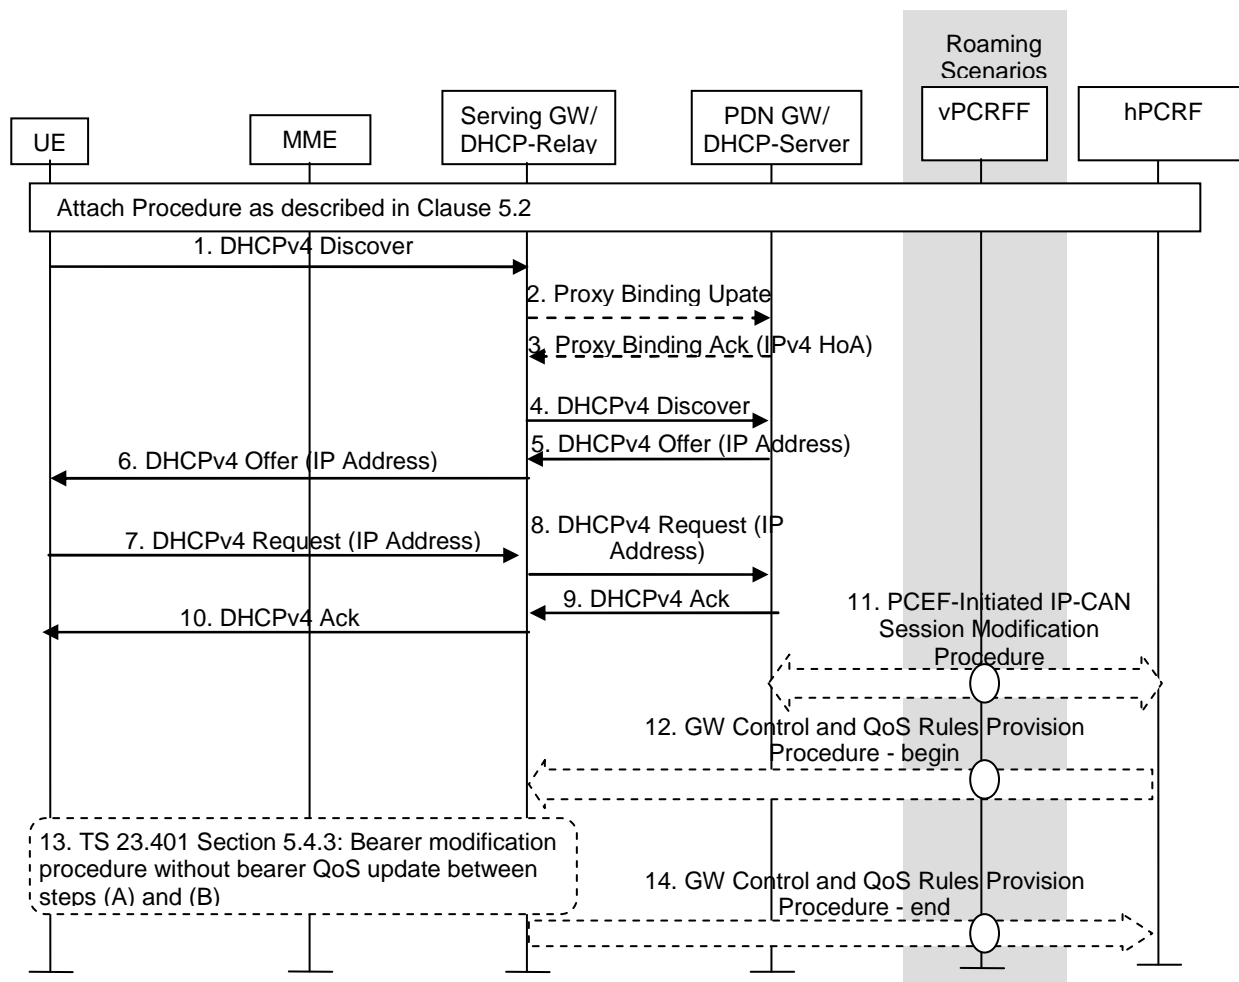 Roaming
Scenarios
UE
MME
Serving GW/
DHCP-Relay
PDN GW/
DHCP-Server
vPCRFF
hPCRF
Attach Procedure as described in Clause 5.2
1. DHCPv4 Discover
2. Proxy Binding Upate
3. Proxy Binding Ack (IPv4 HoA)
4. DHCPv4 Discover
5. DHCPv4 Offer (IP Address)
6. DHCPv4 Offer (IP Address)
7. DHCPv4 Request (IP Address)
8. DHCPv4 Request (IP
Address)
9. DHCPv4 Ack
10. DHCPv4 Ack
11. PCEF-Initiated IP-CAN
Session Modification
Procedure
12. GW Control and QoS Rules Provision
Procedure - begin
13. TS 23.401 Section 5.4.3: Bearer modification
procedure without bearer QoS update between
steps (A) and (B)
14. GW Control and QoS Rules Provision
Procedure - end